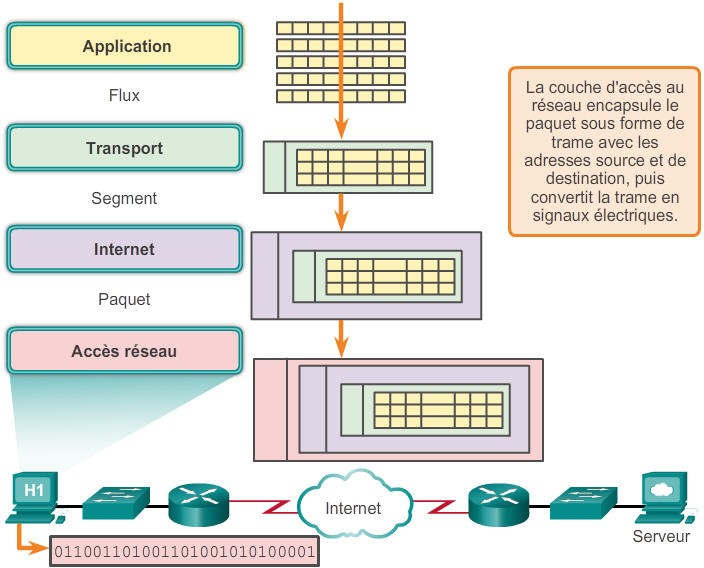 Application
Flux
Transport
Segment
Internet
Paquet
Accès réseau
La couche d'accès au
réseau encapsule le
paquet sous forme de
trame avec les
adresses source et de
destination, puis
convertit la trame en
signaux électriques.
H1
Internet
Serveur
011001101001101001010100001